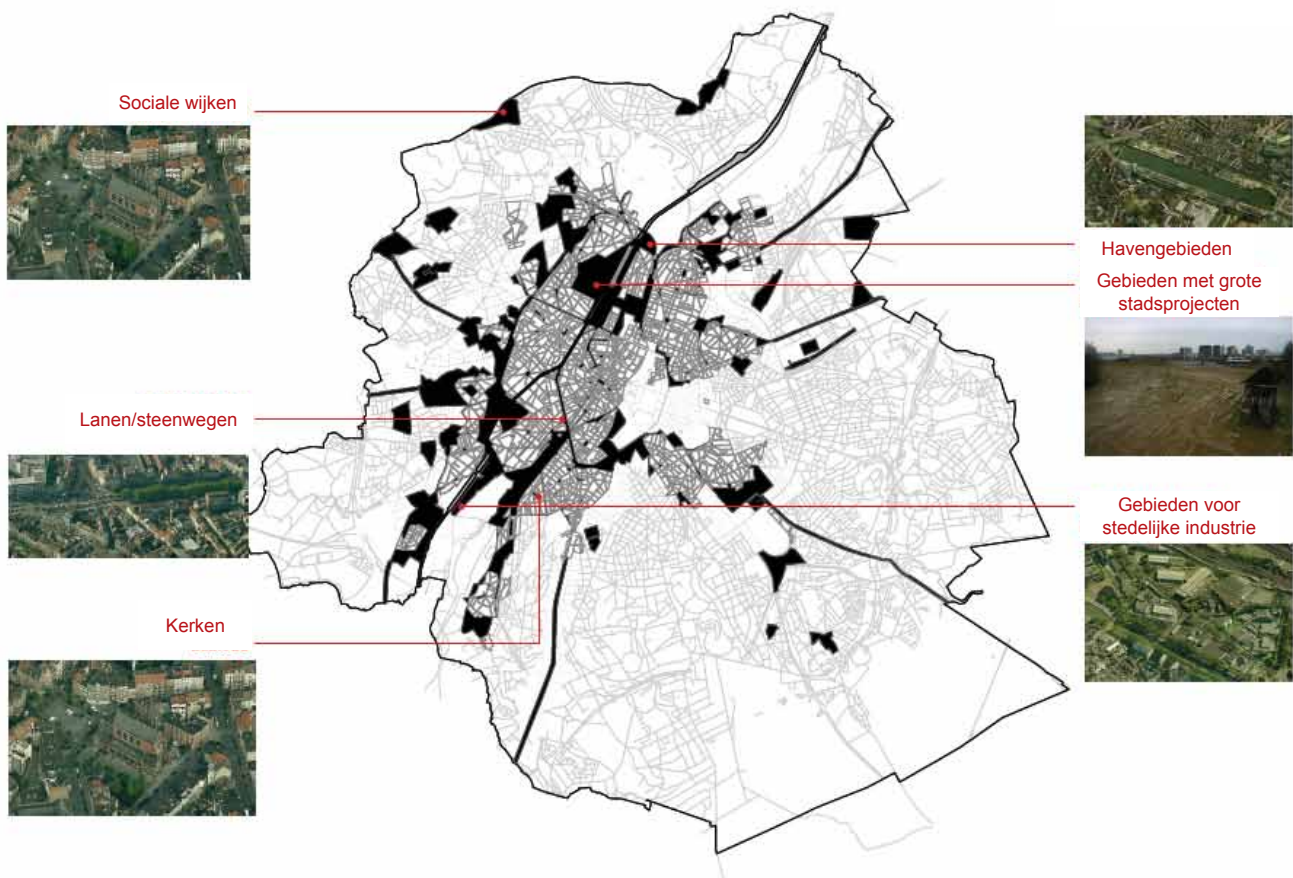 Sociale wijken
Lanen/steenwegen
Kerken
Havengebieden
Gebieden met grote
stadsprojecten
Gebieden voor
stedelijke industrie